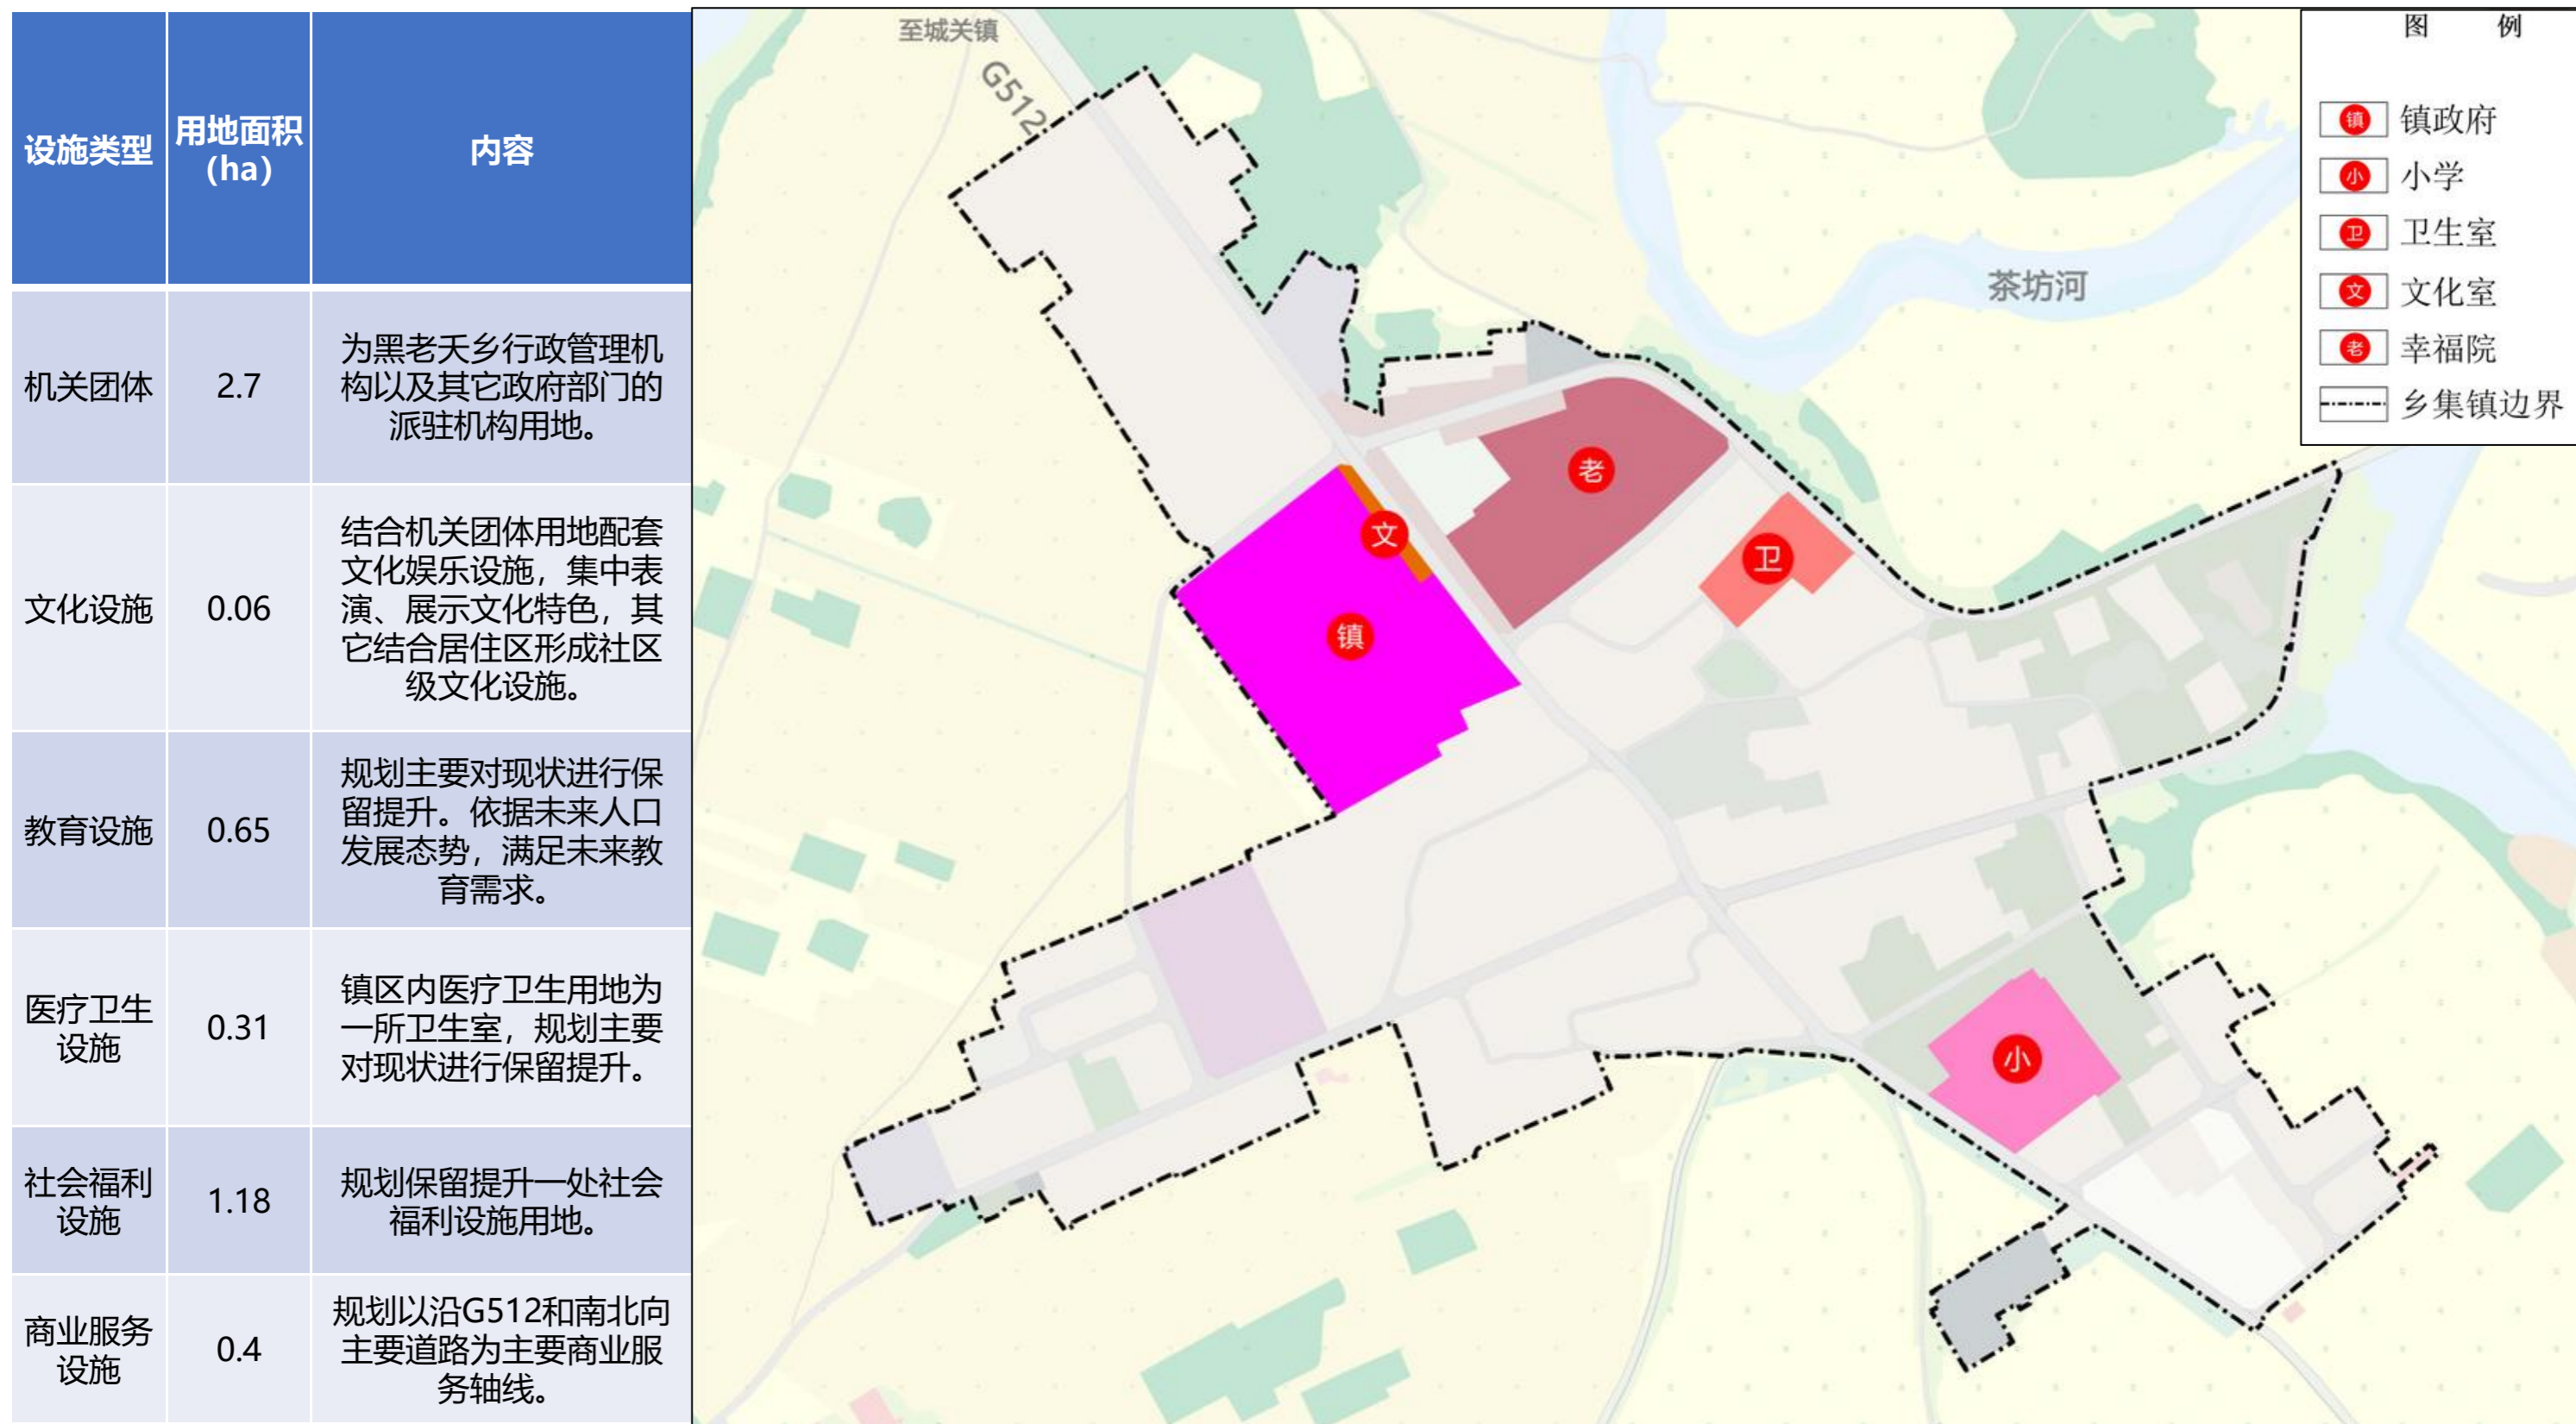 设施类型
用地面积
(ha)
内容
机关团体
2.7
为黑老夭乡行政管理机
构以及其它政府部门的
派驻机构用地。
文化设施
0.06
结合机关团体用地配套
文化娱乐设施，集中表
演、展示文化特色，其
它结合居住区形成社区
级文化设施。
教育设施
0.65
规划主要对现状进行保
留提升。依据未来人口
发展态势，满足未来教
育需求。
医疗卫生
设施
0.31
镇区内医疗卫生用地为
一所卫生室，规划主要
对现状进行保留提升。
社会福利
设施
1.18
规划保留提升一处社会
福利设施用地。
商业服务
设施
0.4
规划以沿G512和南北向
主要道路为主要商业服
务轴线。
至城关镇
G512
茶坊河
老
文
卫
镇
小
图 例
镇 镇政府
小 小学
卫 卫生室
文 文化室
老 幸福院
乡集镇边界